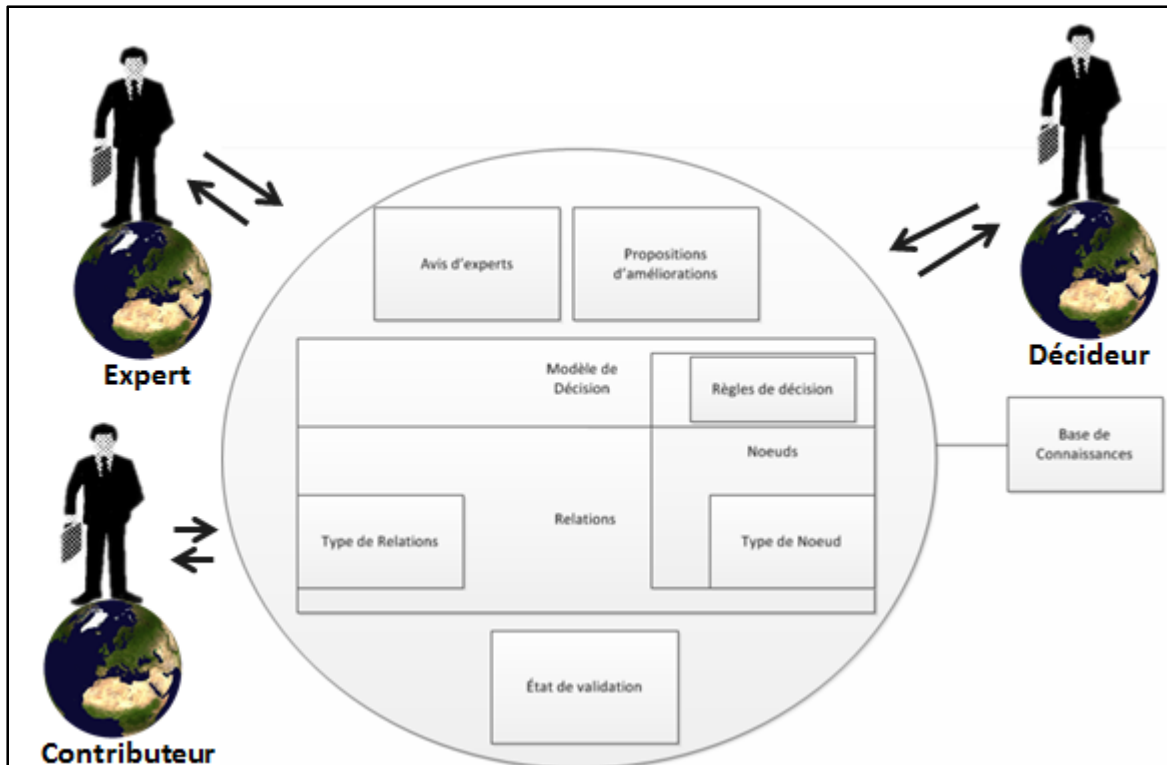 Expert
Contributeur
Décideur
Avis d'experts
Propositions
d'améliorations
Modèle de
Décision
Règles de décision
Noeuds
Relations
Type de Relations
Type de Noeud
État de validation
Base de
Connaissances